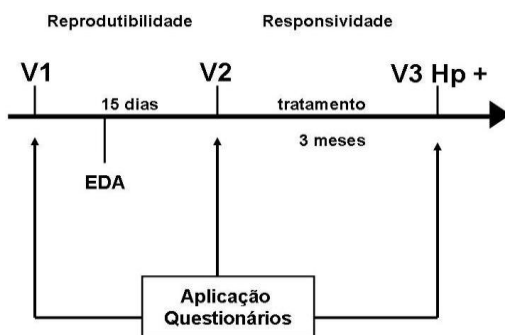 Reprodutibilidade Responsividade
V1 V2 V3 Hp +
15 dias tratamento
3 meses
EDA
Aplicação
Questionários